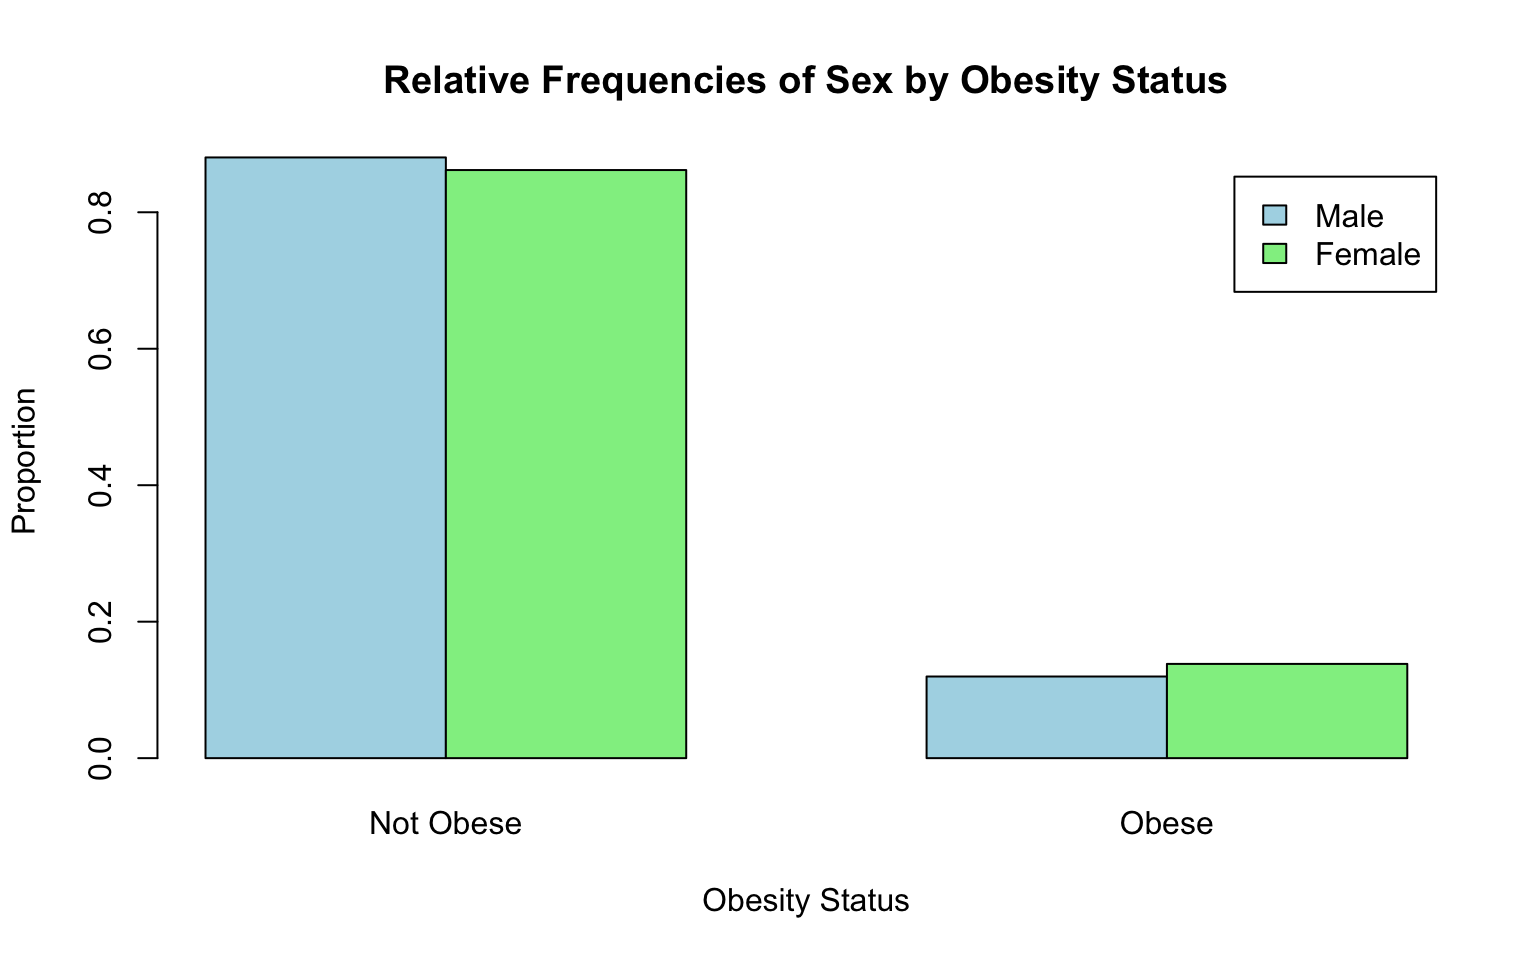 Relative Frequencies of Sex by Obesity Status
Male
Female
Proportion
0.8
0.6
0.4
0.2
0.0
Not Obese
Obese
Obesity Status